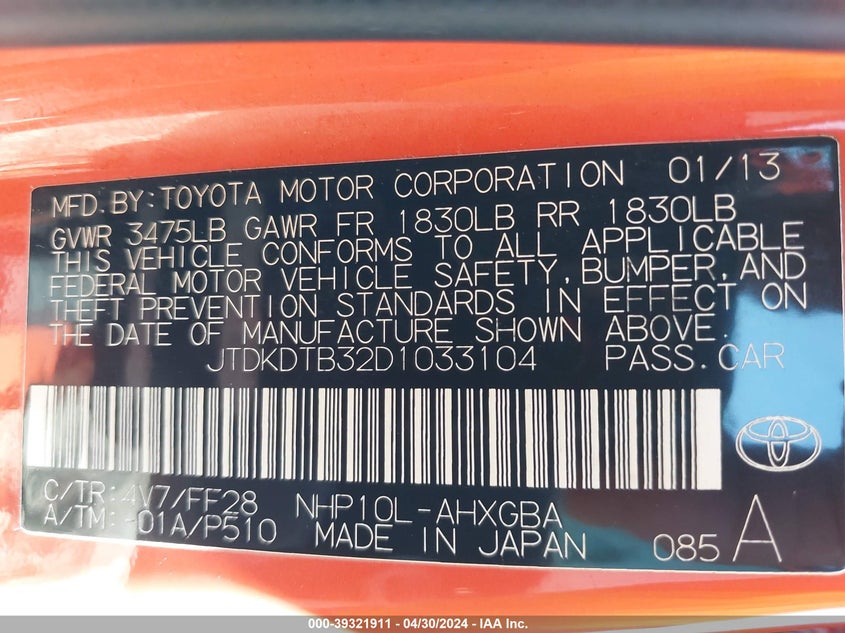 MFD.BY:TOYOTA MOTOR CORPORATION 01/13
GVWR 3475LB GAWR FR 1830LB RR 1830LB
THIS VEHICLE CONFORMS TO ALL APPLICABLE
FEDERAL MOTOR VEHICLE SAFETY,BUMPER,AND
THEFT PREVENTION STANDARDS IN EFFECT ON
THE DATE OF MANUFACTURE SHOWN ABOVE.
JTDKDTB32D1033104 PASS.CAR
C/TR:4V7/FF28 NHP10L-AHXGBA
A/TM:-01A/P510 MADE IN JAPAN 085 A
000-39321911 - 04/30/2024 - IAA Inc.